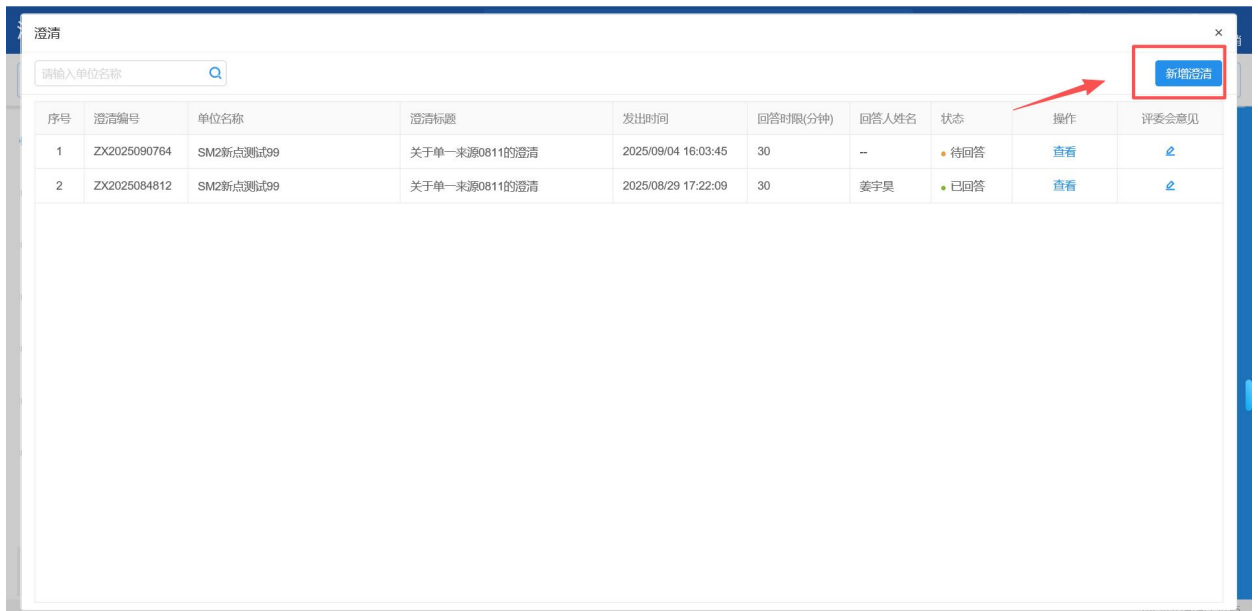 澄清 ×
请输入单位名称
新增澄清
序号 澄清编号 单位名称 澄清标题 发出时间 回答时限(分钟) 回答人姓名 状态 操作 评委会意见
1 ZX2025090764 SM2新点测试99 关于单一来源0811的澄清 2025/09/04 16:03:45 30 -- 待回答 查看
2 ZX2025084812 SM2新点测试99 关于单一来源0811的澄清 2025/08/29 17:22:09 30 姜宇昊 已回答 查看